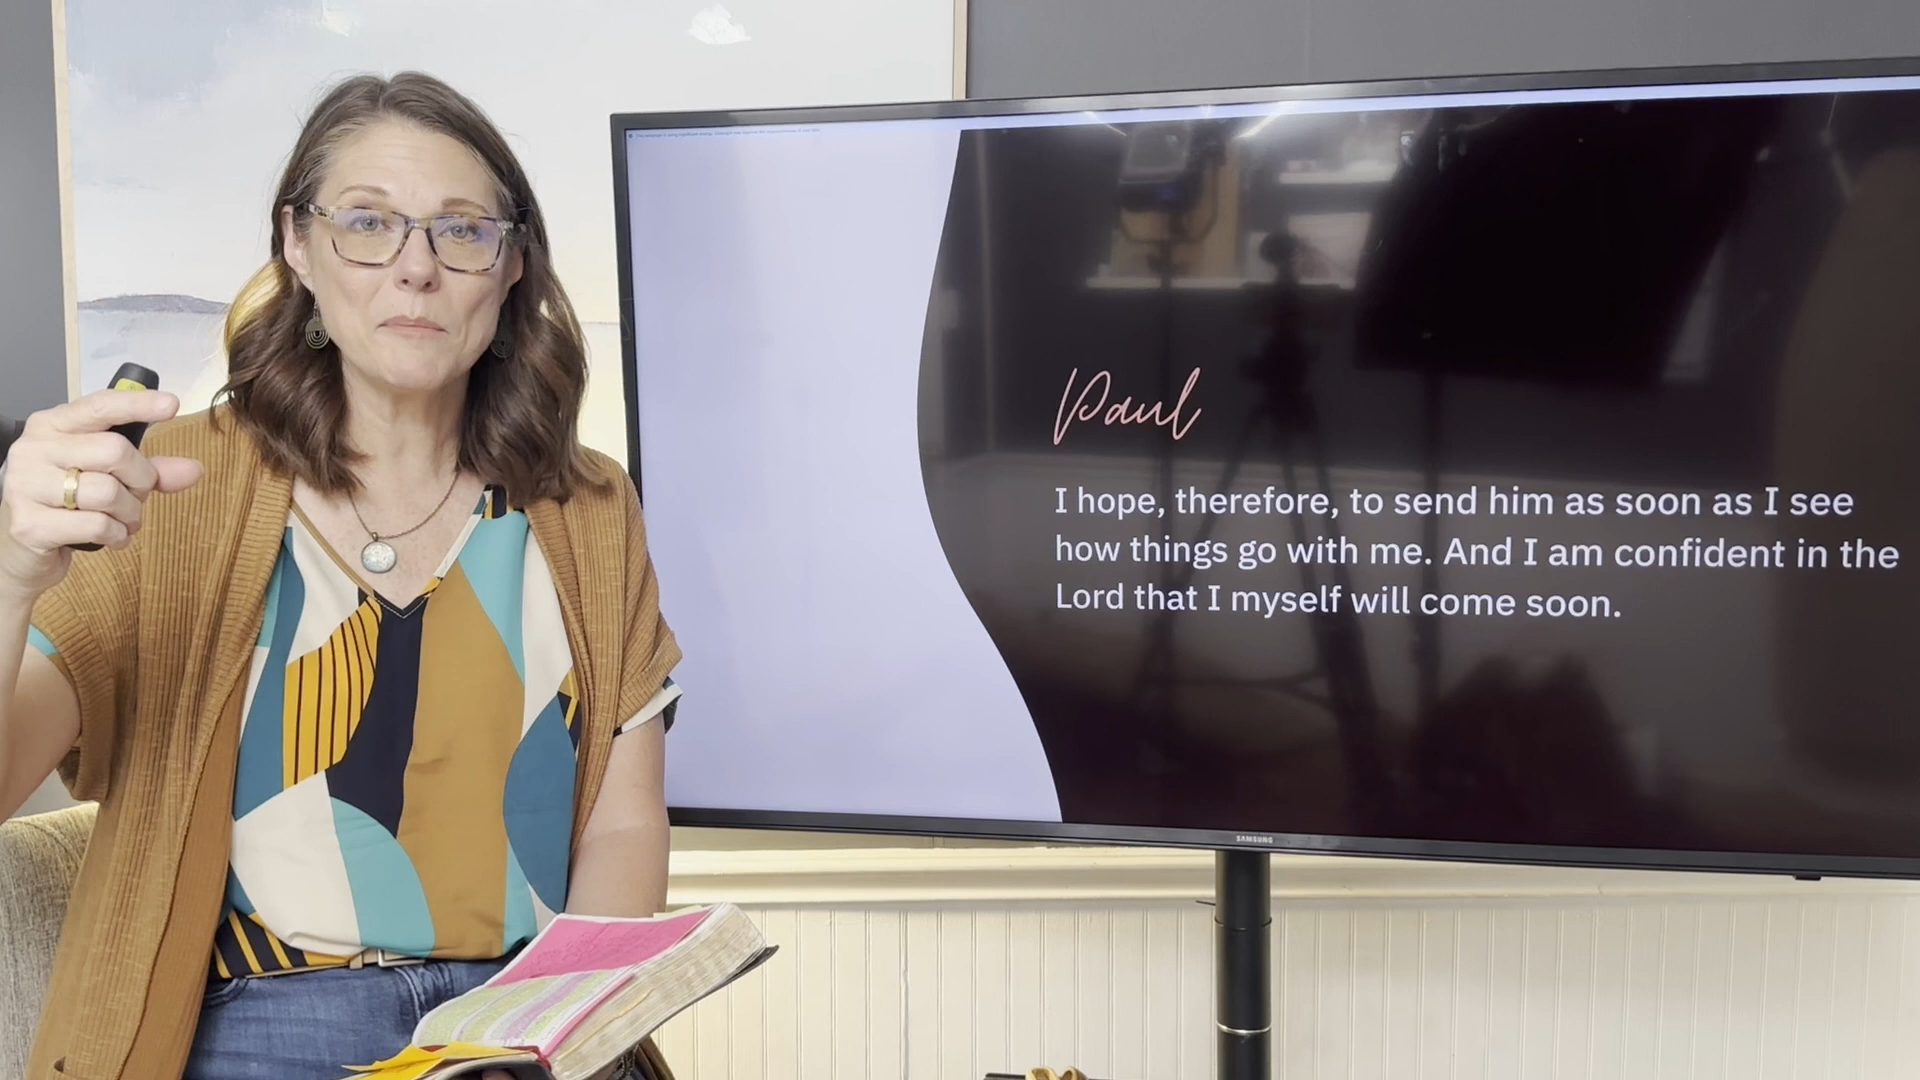 Paul
I hope, therefore, to send him as soon as I see
how things go with me. And I am confident in the
Lord that I myself will come soon.
SAMSUNG